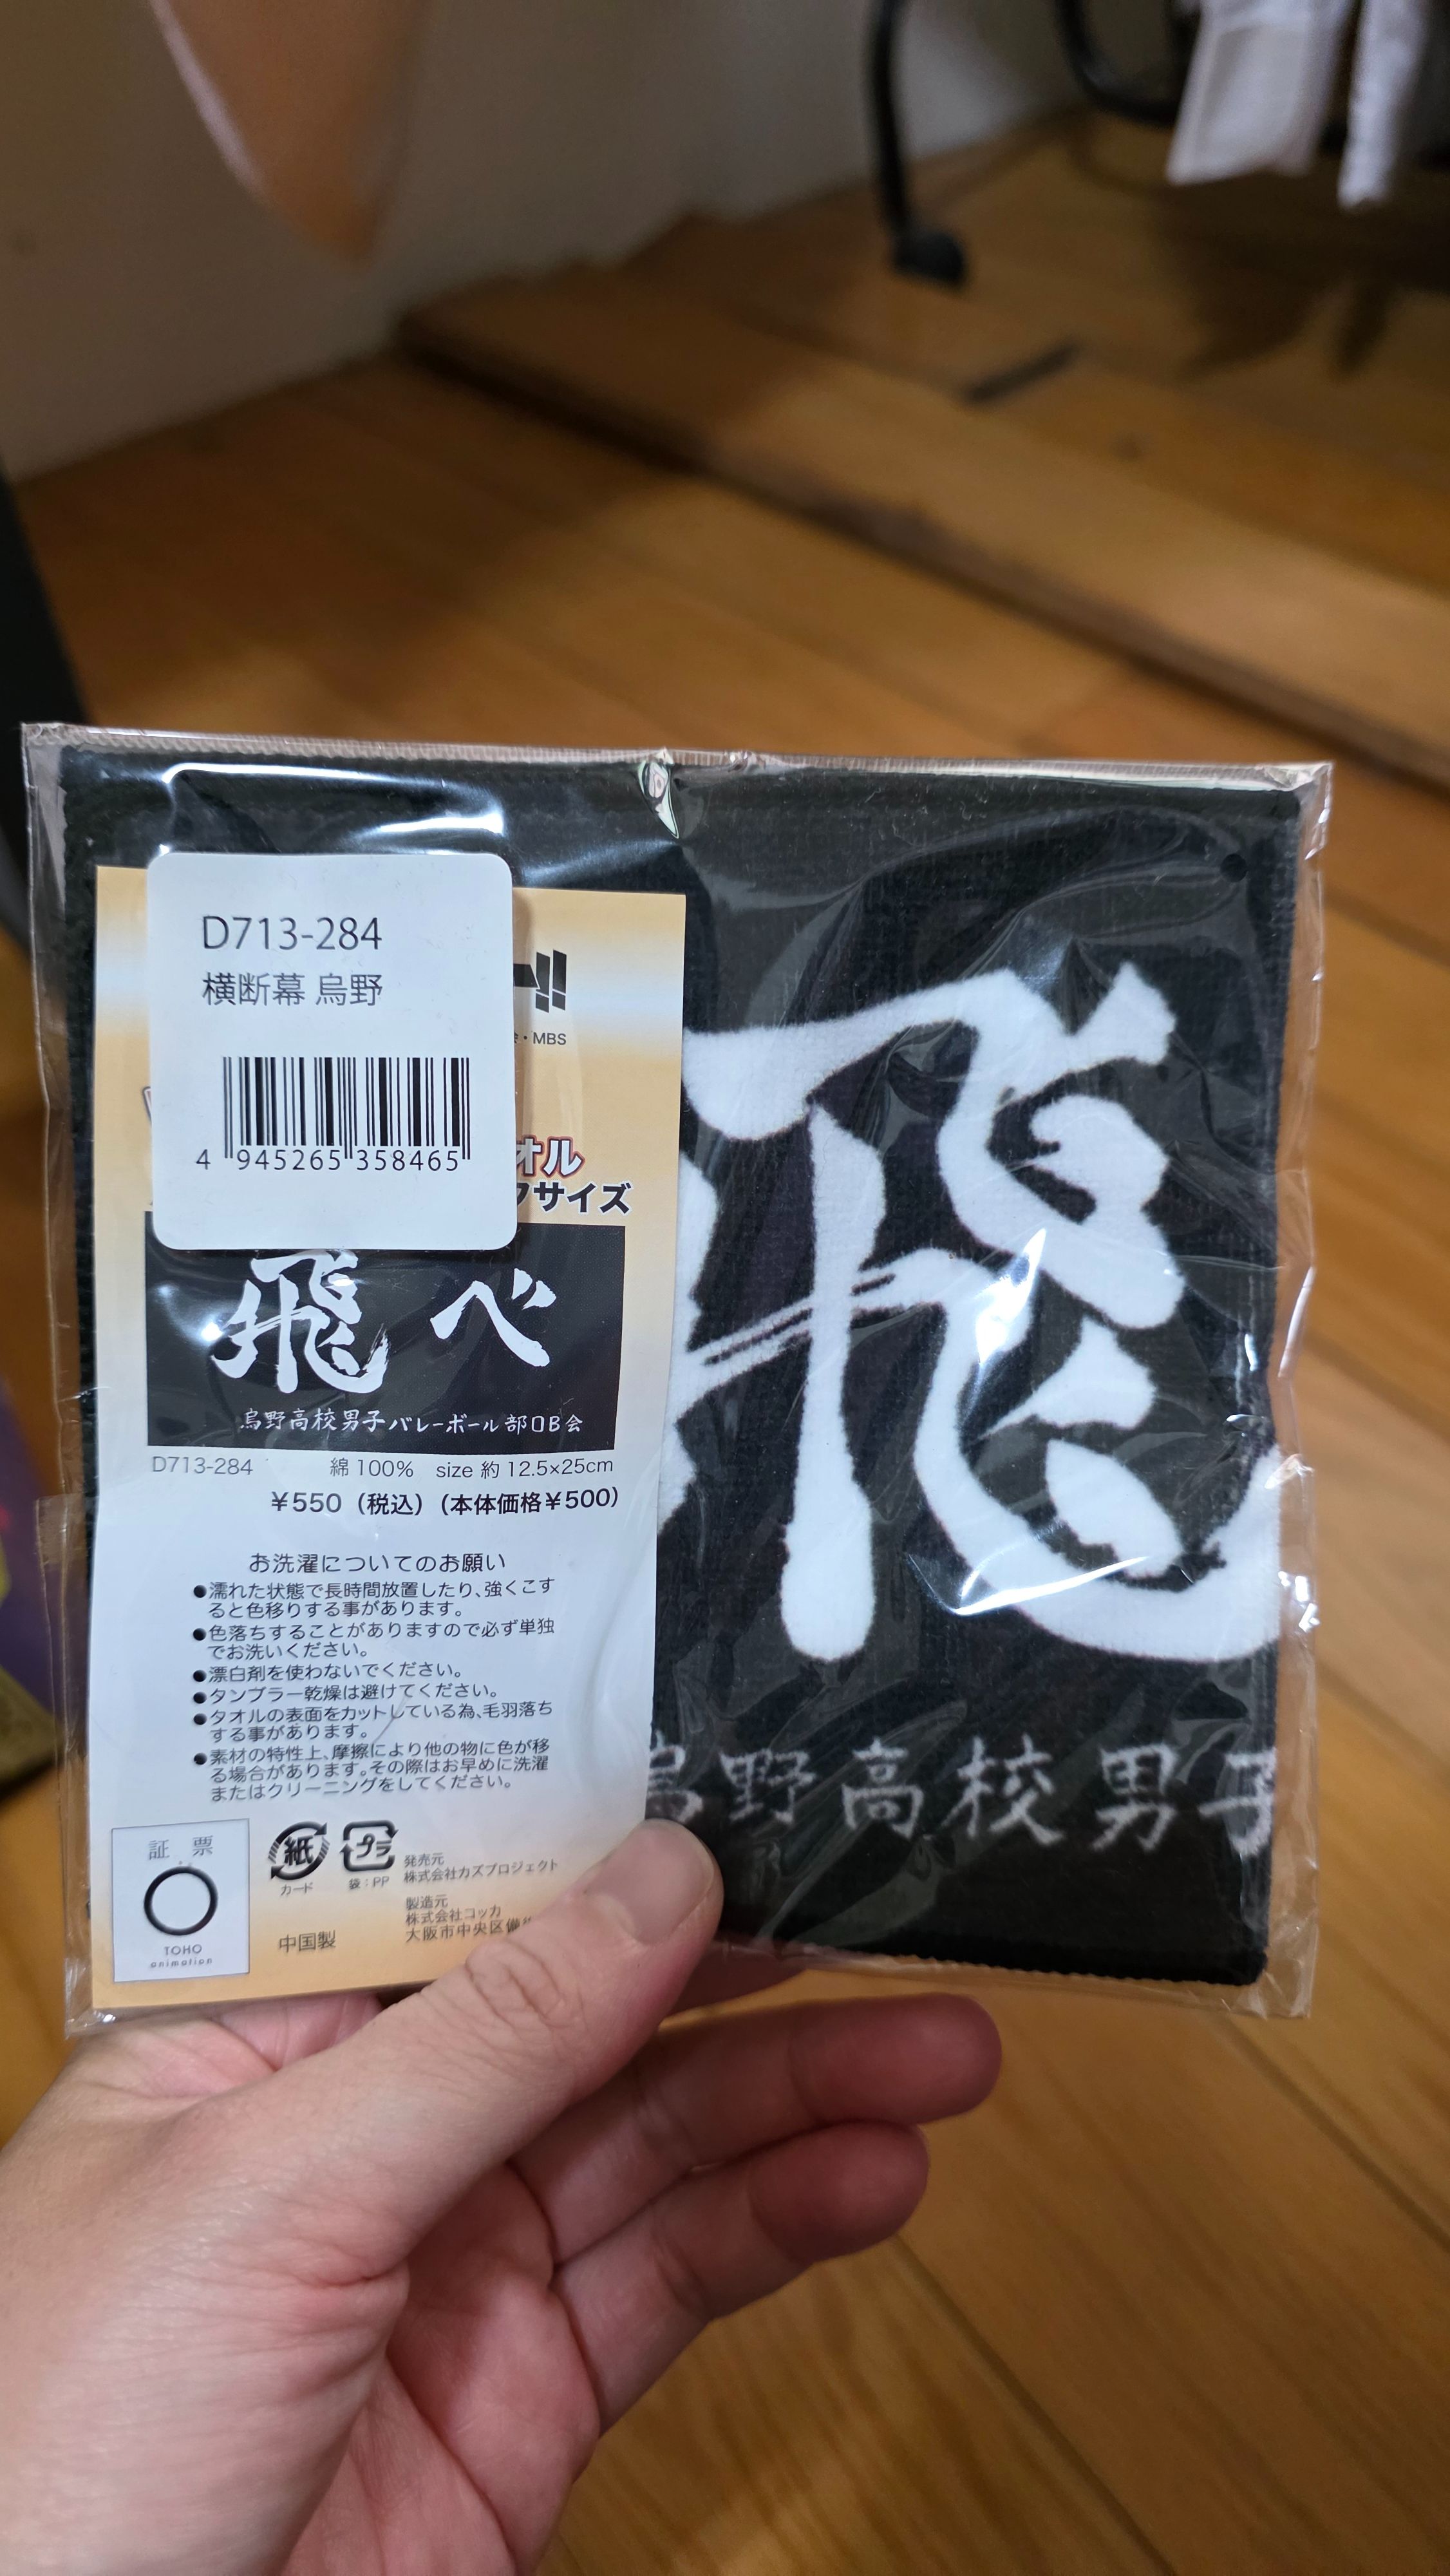 D713-284
横断幕 烏野
4 945265 358465
ー!!
・MBS
オル
サイズ
飛べ
烏野高校男子バレーボール部OB会
D713-284 綿100% size 約12.5×25cm
¥550(税込)(本体価格¥500)
お洗濯についてのお願い
●濡れた状態で長時間放置したり、強くこす
ると色移りする事があります。
●色落ちすることがありますので必ず単独
でお洗いください。
●漂白剤を使わないでください。
●タンブラー乾燥は避けてください。
●タオルの表面をカットしている為、毛羽落ち
する事があります。
●素材の特性上、摩擦により他の物に色が移
る場合があります。その際はお早めに洗濯
またはクリーニングをしてください。
証 票
TOHO
animation
紙
カード
プラ
袋:PP
中国製
発売元
株式会社カズプロジェクト
製造元
株式会社コッカ
大阪市中央区備
飛
烏野高校男子